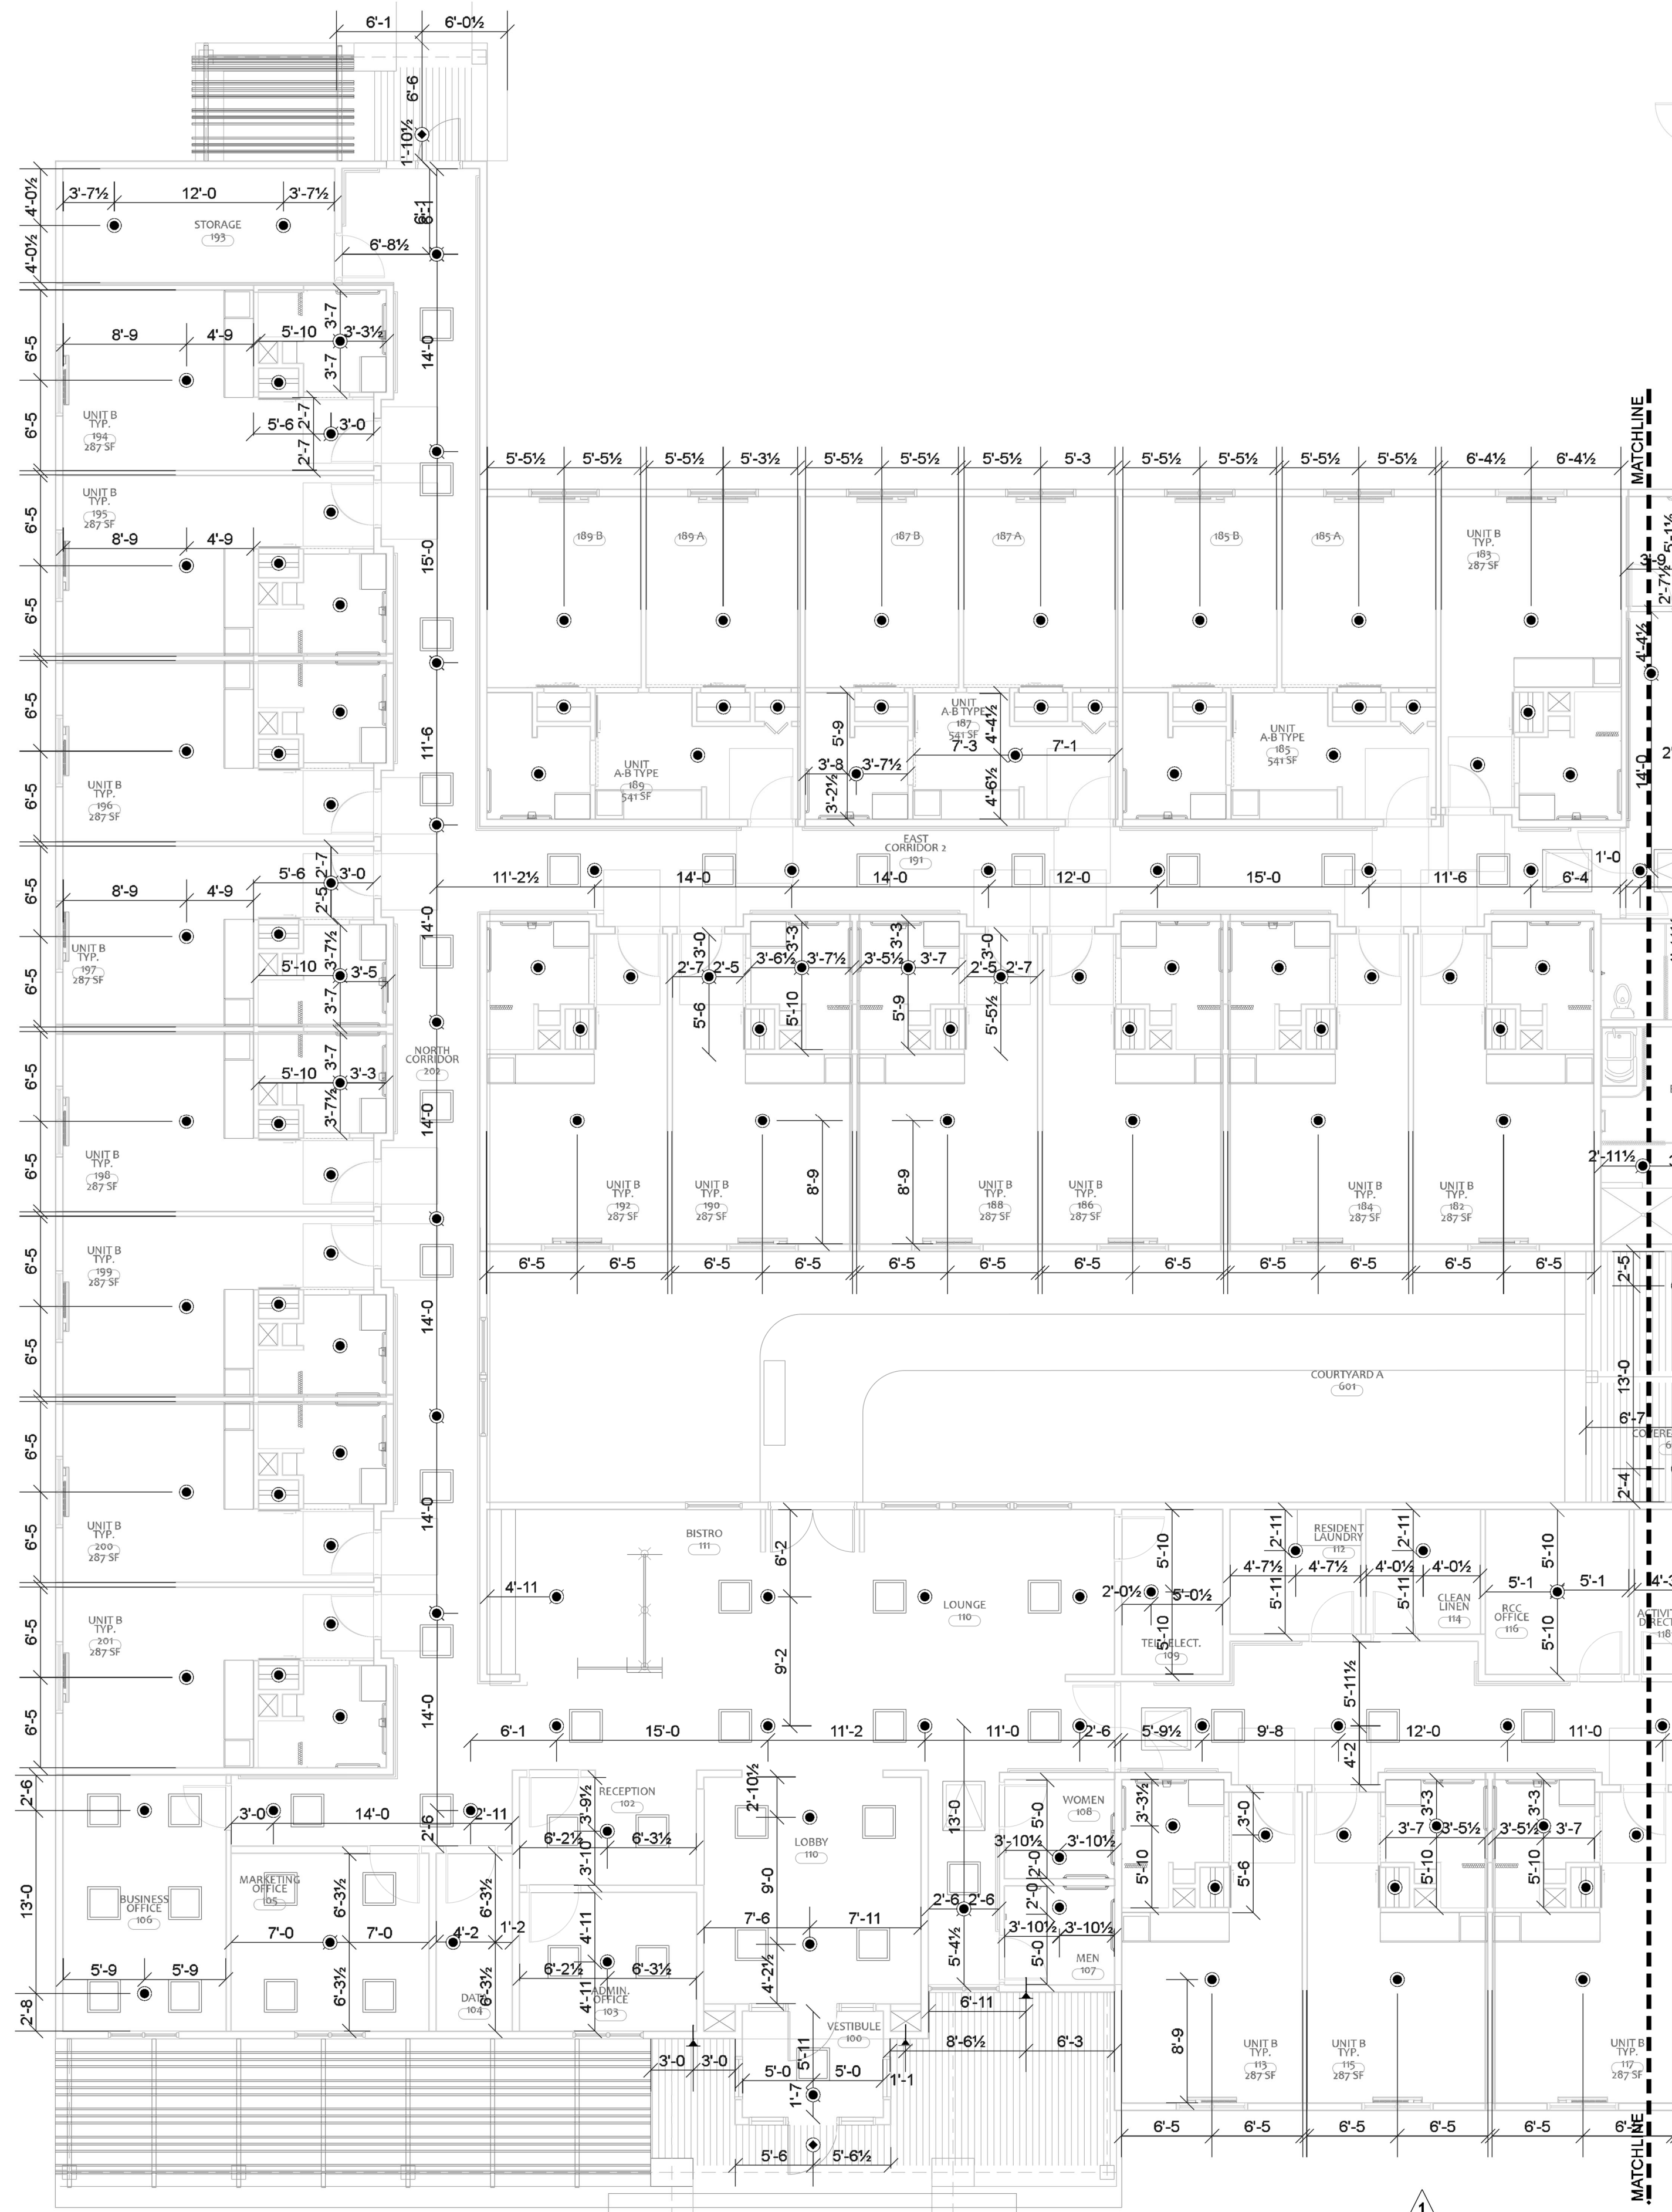 6'-1
6'-0½
6'-6
1'-10½
4'-0½
3'-7½
12'-0
3'-7½
STORAGE
193
4'-0½
6'-1
8'-1
6'-8½
6'-5
8'-9
4'-9
5'-10
3'-3½
3'-7
3'-7
14'-0
UNIT B
TYP.
194
287 SF
6'-5
5'-6
2'-7
2'-7
3'-0
UNIT B
TYP.
195
287 SF
6'-5
8'-9
4'-9
15'-0
6'-5
6'-5
11'-6
UNIT B
TYP.
196
287 SF
6'-5
5'-6
2'-7
2'-5
3'-0
6'-5
8'-9
4'-9
14'-0
UNIT B
TYP.
197
287 SF
6'-5
5'-10
3'-7½
3'-5
3'-7
NORTH
CORRIDOR
202
6'-5
5'-10
3'-7
3'-3
3'-7½
14'-0
UNIT B
TYP.
198
287 SF
6'-5
UNIT B
TYP.
199
287 SF
6'-5
14'-0
6'-5
6'-5
14'-0
UNIT B
TYP.
200
287 SF
6'-5
UNIT B
TYP.
201
287 SF
6'-5
14'-0
6'-5
MATCHLINE
5'-5½ 5'-5½ 5'-5½ 5'-3½ 5'-5½ 5'-5½ 5'-5½ 5'-3 5'-5½ 5'-5½ 5'-5½ 5'-5½ 6'-4½ 6'-4½
189 B
189 A
187 B
187 A
185 B
185 A
UNIT B
TYP.
183
287 SF
5'-1½
3'-9
2'-7½
4'-4½
14'-0
UNIT
A-B TYPE
189
541 SF
5'-9
3'-8
3'-7½
3'-2½
UNIT
A-B TYPE
187
541 SF
4'-4½
7'-3
7'-1
4'-6½
UNIT
A-B TYPE
185
541 SF
EAST
CORRIDOR 2
191
1'-0
11'-2½ 14'-0 14'-0 12'-0 15'-0 11'-6 6'-4
3'-0
2'-7 2'-5
5'-6
3'-3
3'-6½ 3'-7½
5'-10
3'-3
3'-5½ 3'-7
5'-9
3'-0
2'-5 2'-7
5'-5½
8'-9
8'-9
2'-11½
UNIT B
TYP.
192
287 SF
UNIT B
TYP.
190
287 SF
UNIT B
TYP.
188
287 SF
UNIT B
TYP.
186
287 SF
UNIT B
TYP.
184
287 SF
UNIT B
TYP.
182
287 SF
6'-5 6'-5 6'-5 6'-5 6'-5 6'-5 6'-5 6'-5 6'-5 6'-5 6'-5 6'-5
2'-5
13'-0
6'-7
2'-4
COURTYARD A
601
BISTRO
111
6'-2
4'-11
9'-2
LOUNGE
110
5'-10
2'-0½
5'-0½
5'-10
TEL/ELECT.
109
2'-11
4'-7½ 4'-7½
5'-11
RESIDENT
LAUNDRY
112
2'-11
4'-0½ 4'-0½
5'-11
CLEAN
LINEN
114
5'-10
5'-1
5'-1
5'-10
RCC
OFFICE
116
118
5'-11½
4'-2
6'-1 15'-0 11'-2 11'-0 2'-6 5'-9½ 9'-8 12'-0 11'-0
2'-6
3'-0
14'-0
2'-6
2'-11
RECEPTION
102
3'-9½
6'-2½ 6'-3½
3'-10
2'-10½
LOBBY
110
9'-0
13'-0
5'-0
WOMEN
108
3'-10½ 3'-10½
2'-0
2'-0
3'-10½ 3'-10½
5'-0
MEN
107
3'-3½
5'-10
3'-0
5'-6
3'-3
3'-7 3'-5½
5'-10
3'-3
3'-5½ 3'-7
5'-10
13'-0
BUSINESS
OFFICE
106
MARKETING
OFFICE
105
6'-3½
6'-3½
7'-0 7'-0
4'-2
1'-2
6'-3½
6'-3½
DATA
104
4'-11
6'-2½ 6'-3½
4'-11
ADMIN.
OFFICE
103
7'-6
7'-11
4'-2½
2'-6 2'-6
5'-4½
5'-9 5'-9
2'-8
VESTIBULE
100
5'-11
3'-0 3'-0
5'-0 5'-0
1'-7
1'-1
6'-11
8'-6½
6'-3
5'-6 5'-6½
8'-9
UNIT B
TYP.
113
287 SF
UNIT B
TYP.
115
287 SF
UNIT B
TYP.
117
287 SF
6'-5 6'-5 6'-5 6'-5 6'-5
MATCHLINE
1